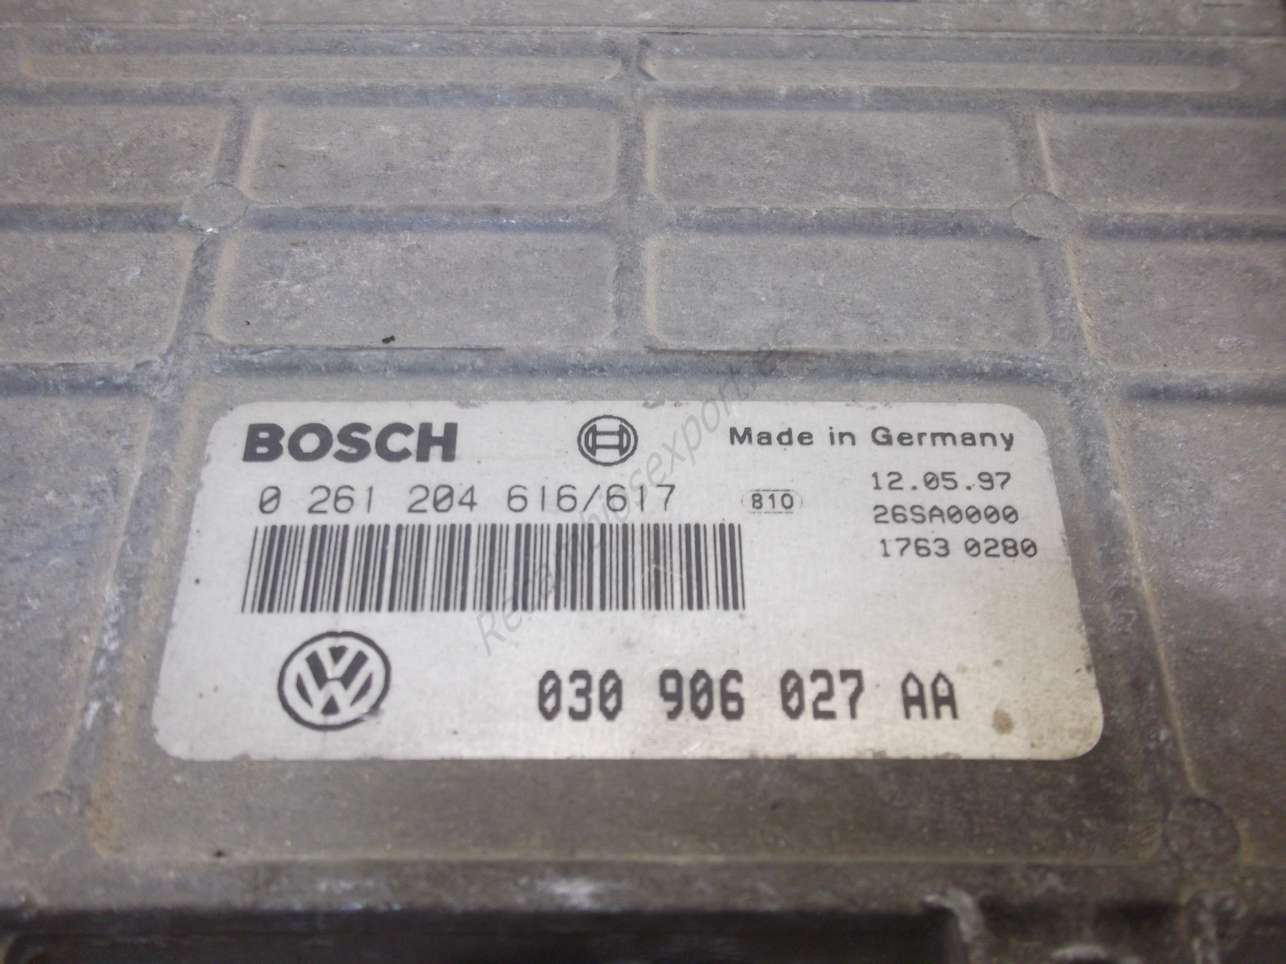 BOSCH
Made in Germany
0 261 204 616/617
810
12.05.97
26SA0000
1763 0280
030 906 027 AA